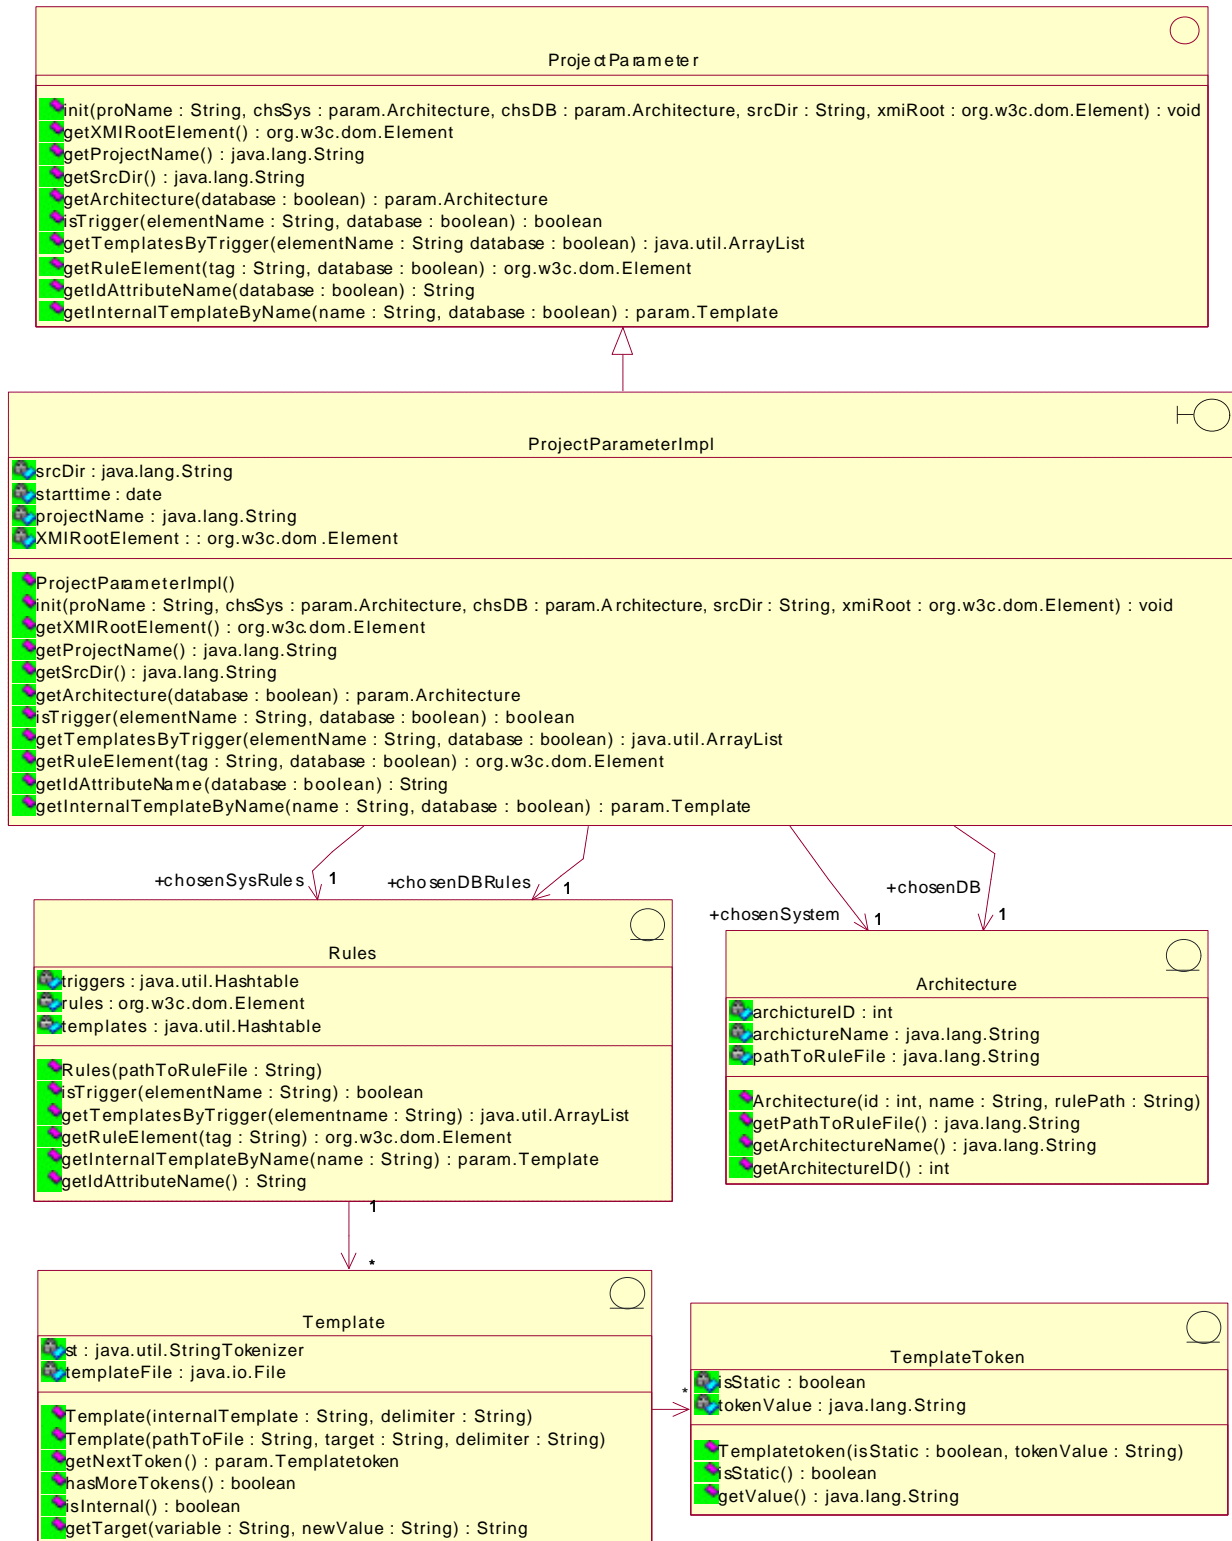 ProjectParameter
init(proName : String, chsSys : param.Architecture, chsDB : param.Architecture, srcDir : String, xmiRoot : org.w3c.dom.Element) : void
getXMIRootElement() : org.w3c.dom.Element
getProjectName() : java.lang.String
getSrcDir() : java.lang.String
getArchitecture(database : boolean) : param.Architecture
isTrigger(elementName : String, database : boolean) : boolean
getTemplatesByTrigger(elementName : String database : boolean) : java.util.ArrayList
getRuleElement(tag : String, database : boolean) : org.w3c.dom.Element
getIdAttributeName(database : boolean) : String
getInternalTemplateByName(name : String, database : boolean) : param.Template
ProjectParameterImpl
srcDir : java.lang.String
starttime : date
projectName : java.lang.String
XMIRootElement : : org.w3c.dom.Element
ProjectParameterImpl()
init(proName : String, chsSys : param.Architecture, chsDB : param.Architecture, srcDir : String, xmiRoot : org.w3c.dom.Element) : void
getXMIRootElement() : org.w3c.dom.Element
getProjectName() : java.lang.String
getSrcDir() : java.lang.String
getArchitecture(database : boolean) : param.Architecture
isTrigger(elementName : String, database : boolean) : boolean
getTemplatesByTrigger(elementName : String, database : boolean) : java.util.ArrayList
getRuleElement(tag : String, database : boolean) : org.w3c.dom.Element
getIdAttributeName(database : boolean) : String
getInternalTemplateByName(name : String, database : boolean) : param.Template
+chosenSysRules 1
+chosenDBRules 1
+chosenSystem 1
+chosenDB 1
Rules
triggers : java.util.Hashtable
rules : org.w3c.dom.Element
templates : java.util.Hashtable
Rules(pathToRuleFile : String)
isTrigger(elementName : String) : boolean
getTemplatesByTrigger(elementname : String) : java.util.ArrayList
getRuleElement(tag : String) : org.w3c.dom.Element
getInternalTemplateByName(name : String) : param.Template
getIdAttributeName() : String
Architecture
archictureID : int
archictureName : java.lang.String
pathToRuleFile : java.lang.String
Architecture(id : int, name : String, rulePath : String)
getPathToRuleFile() : java.lang.String
getArchitectureName() : java.lang.String
getArchitectureID() : int
1
*
Template
st : java.util.StringTokenizer
templateFile : java.io.File
Template(internalTemplate : String, delimiter : String)
Template(pathToFile : String, target : String, delimiter : String)
getNextToken() : param.Templatetoken
hasMoreTokens() : boolean
isInternal() : boolean
getTarget(variable : String, newValue : String) : String
*
TemplateToken
isStatic : boolean
tokenValue : java.lang.String
Templatetoken(isStatic : boolean, tokenValue : String)
isStatic() : boolean
getValue() : java.lang.String